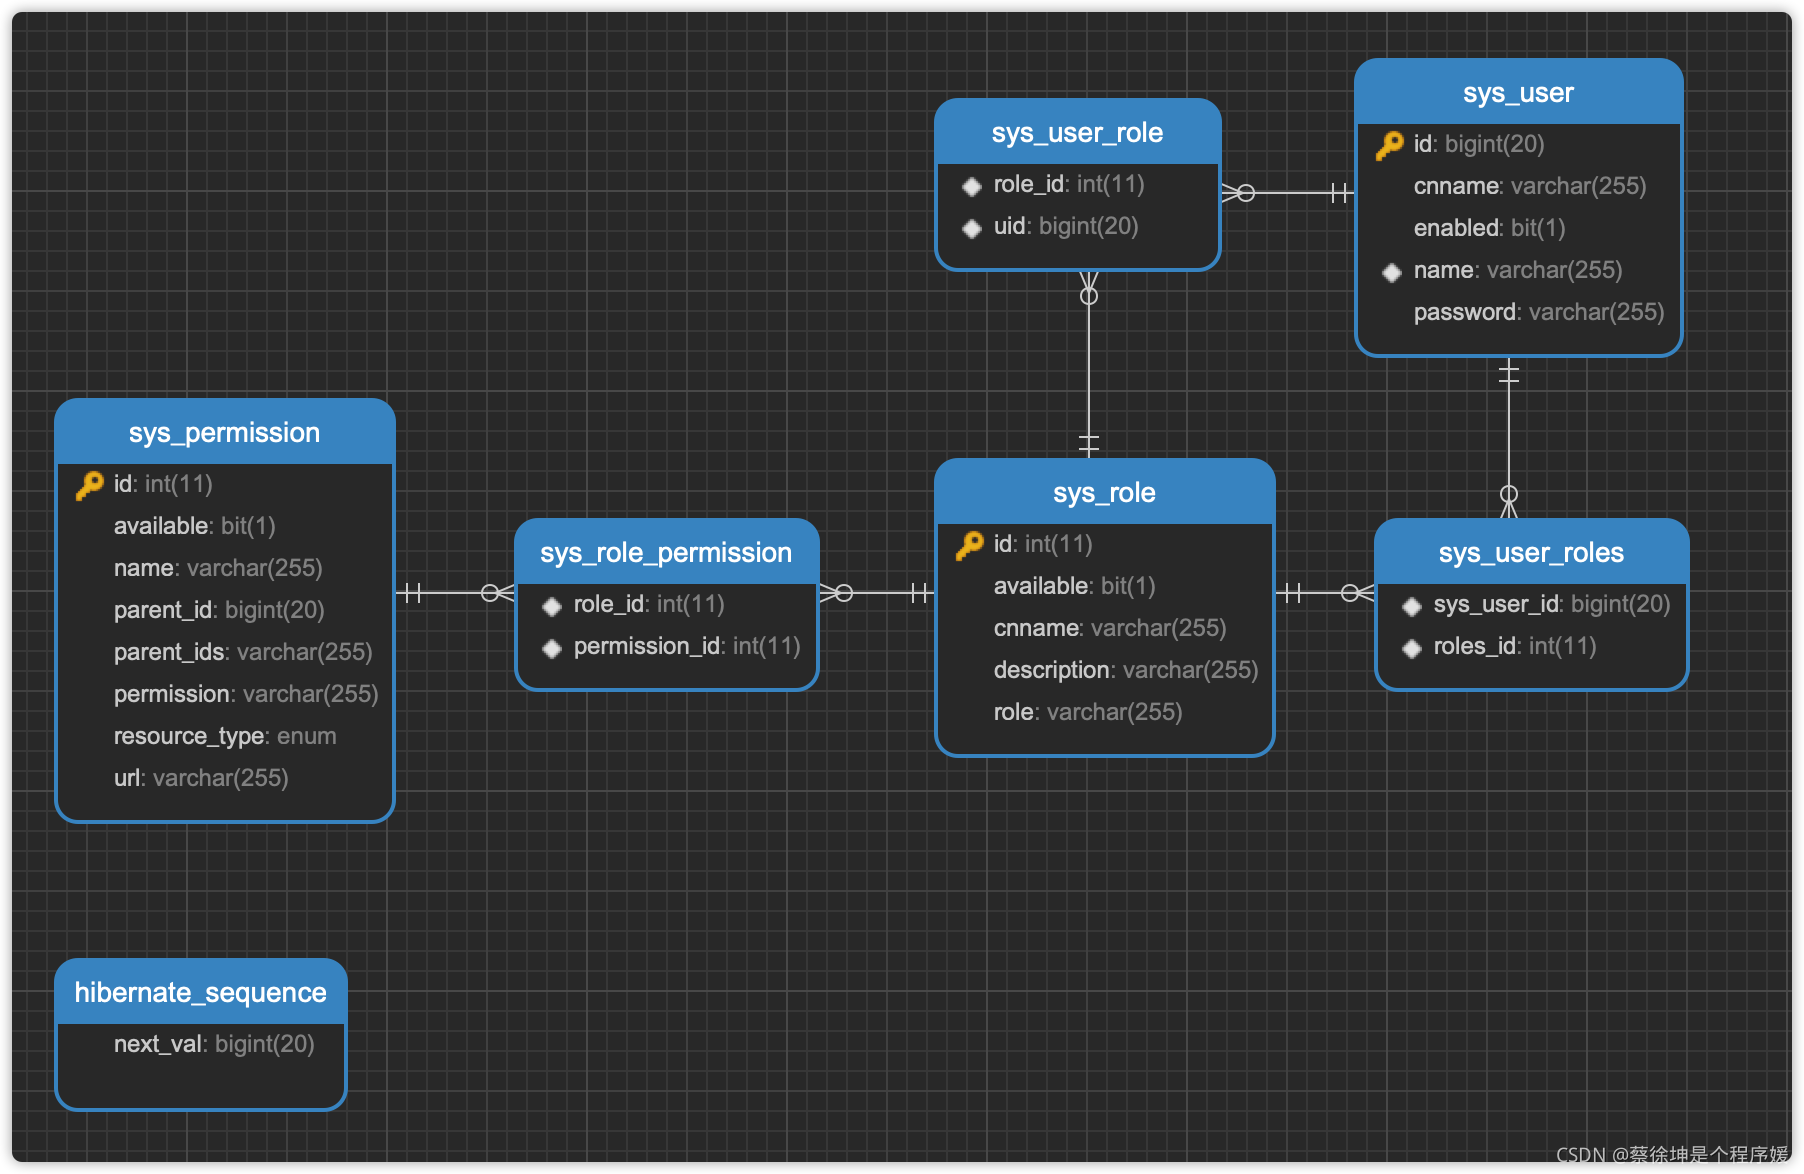 sys_user
id: bigint(20)
cnname: varchar(255)
enabled: bit(1)
name: varchar(255)
password: varchar(255)
sys_user_role
role_id: int(11)
uid: bigint(20)
sys_permission
id: int(11)
available: bit(1)
name: varchar(255)
parent_id: bigint(20)
parent_ids: varchar(255)
permission: varchar(255)
resource_type: enum
url: varchar(255)
sys_role_permission
role_id: int(11)
permission_id: int(11)
sys_role
id: int(11)
available: bit(1)
cnname: varchar(255)
description: varchar(255)
role: varchar(255)
sys_user_roles
sys_user_id: bigint(20)
roles_id: int(11)
hibernate_sequence
next_val: bigint(20)
CSDN @蔡徐坤是个程序媛